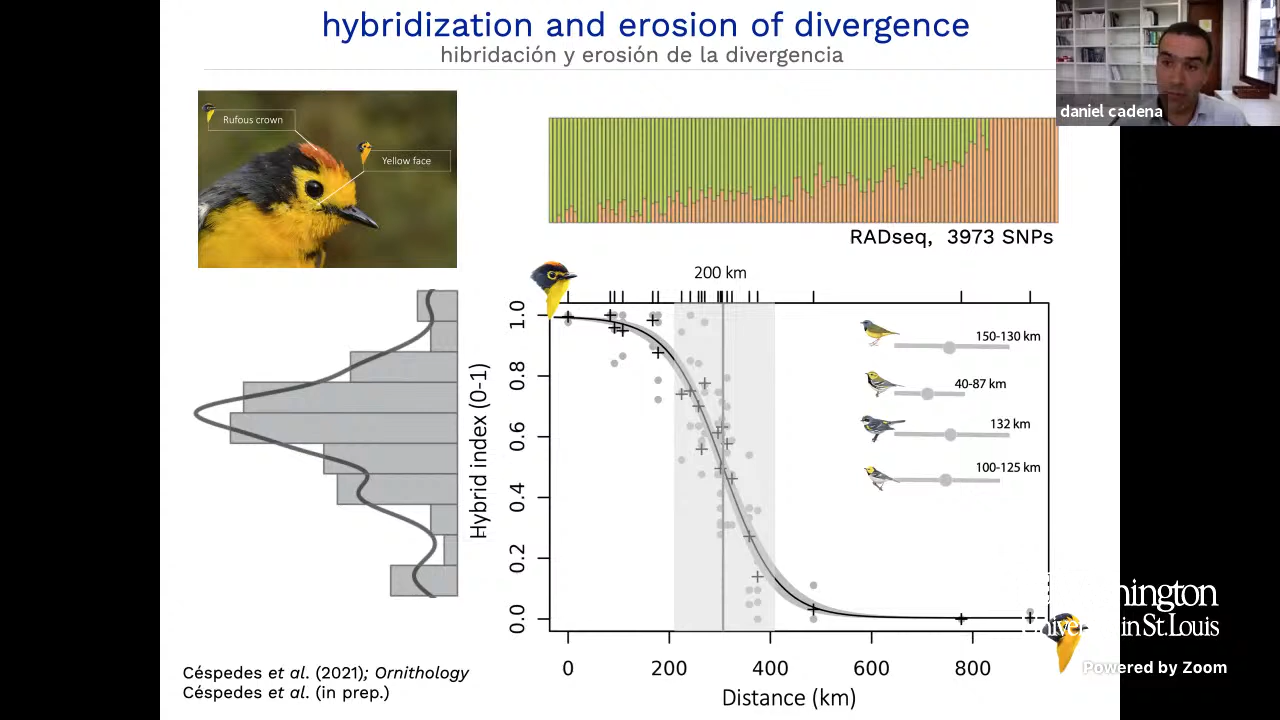 hybridization and erosion of divergence
hibridación y erosión de la divergencia
daniel cadena
Rufous crown
Yellow face
RADseq, 3973 SNPs
200 km
Hybrid index (0-1)
1.0
0.8
0.6
0.4
0.2
0.0
150-130 km
40-87 km
132 km
100-125 km
0 200 400 600 800
Distance (km)
Céspedes et al. (2021); Ornithology
Céspedes et al. (in prep.)
in St. Louis
Powered by Zoom